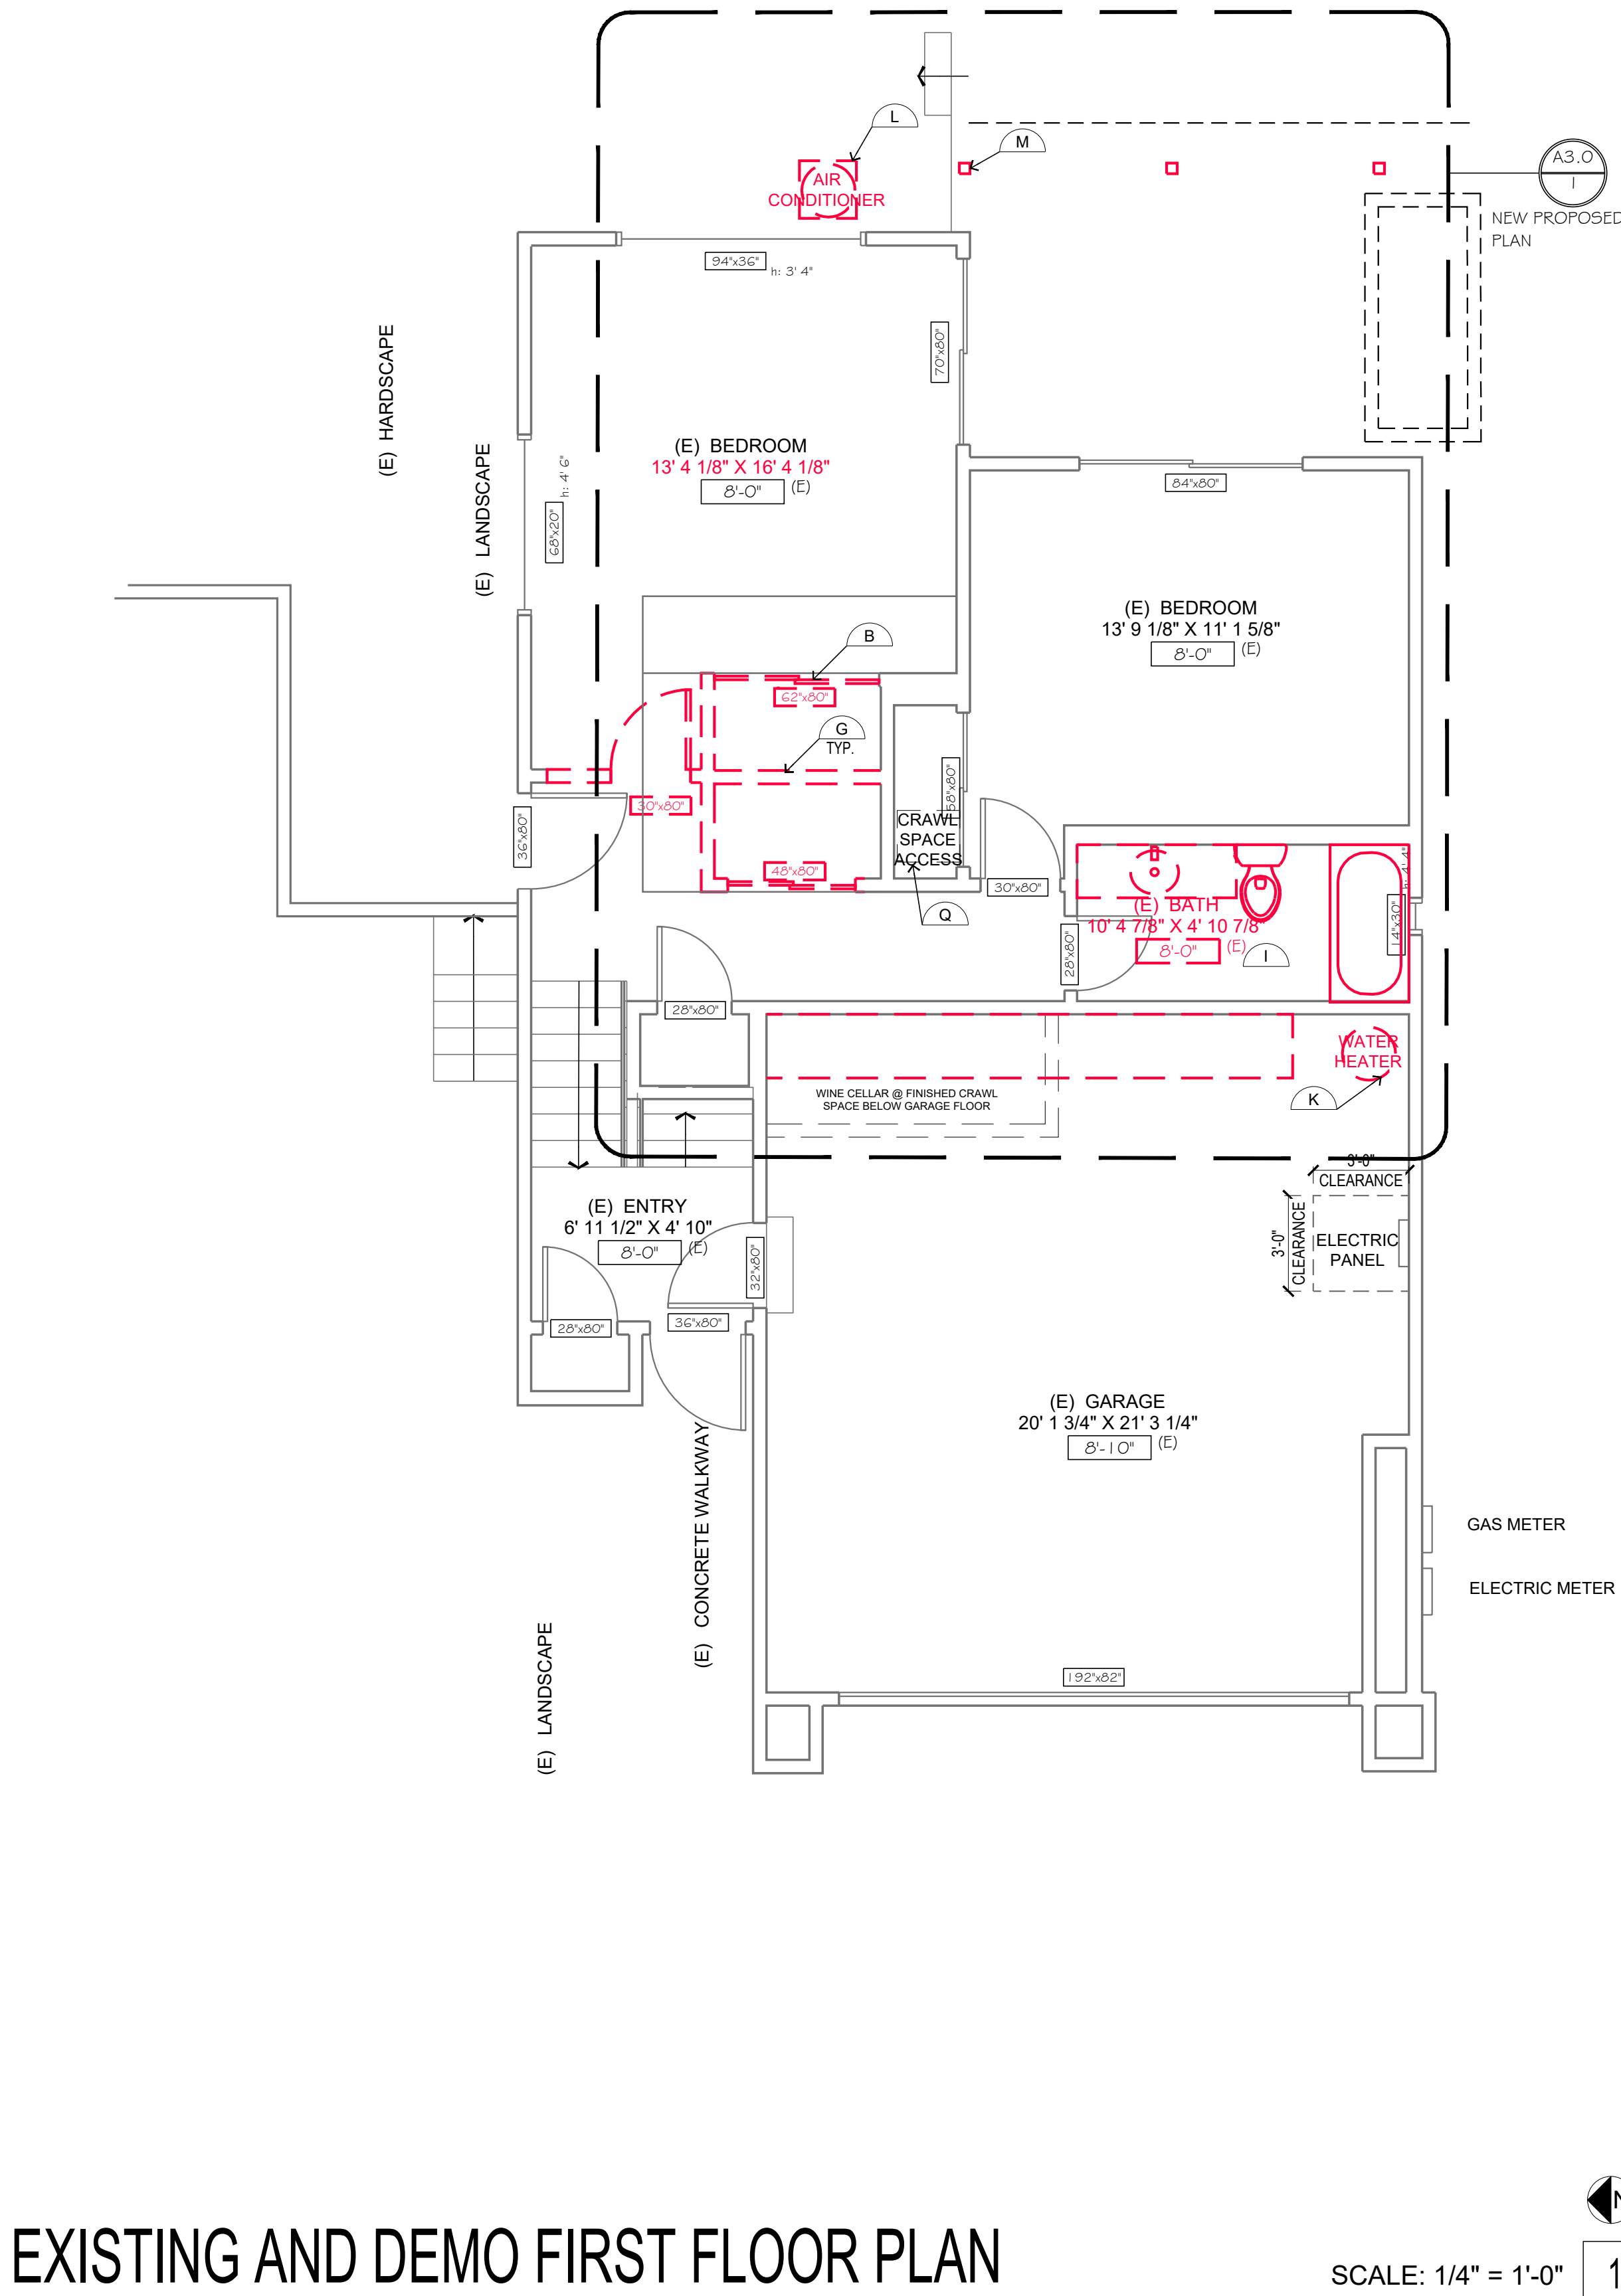 L
M
A3.0
1
AIR
CONDITIONER
NEW PROPOSED
PLAN
94"x36"
h: 3' 4"
70"x80"
(E) HARDSCAPE
(E) LANDSCAPE
h: 4' 6"
68"x20"
(E) BEDROOM
13' 4 1/8" X 16' 4 1/8"
8'-0" (E)
84"x80"
(E) BEDROOM
13' 9 1/8" X 11' 1 5/8"
8'-0" (E)
B
62"x80"
G
TYP.
30"x80"
36"x80"
58"x80"
CRAWL
SPACE
ACCESS
48"x80"
Q
30"x80"
h: 4' 4"
14"x30"
(E) BATH
10' 4 7/8" X 4' 10 7/8"
8'-0" (E)
I
28"x80"
28"x80"
WATER
HEATER
K
WINE CELLAR @ FINISHED CRAWL
SPACE BELOW GARAGE FLOOR
3'-0"
CLEARANCE
3'-0"
CLEARANCE
ELECTRIC
PANEL
(E) ENTRY
6' 11 1/2" X 4' 10"
8'-0" (E)
32"x80"
28"x80"
36"x80"
(E) GARAGE
20' 1 3/4" X 21' 3 1/4"
8'-10" (E)
(E) CONCRETE WALKWAY
(E) LANDSCAPE
GAS METER
ELECTRIC METER
192"x82"
N
EXISTING AND DEMO FIRST FLOOR PLAN
SCALE: 1/4" = 1'-0"
1